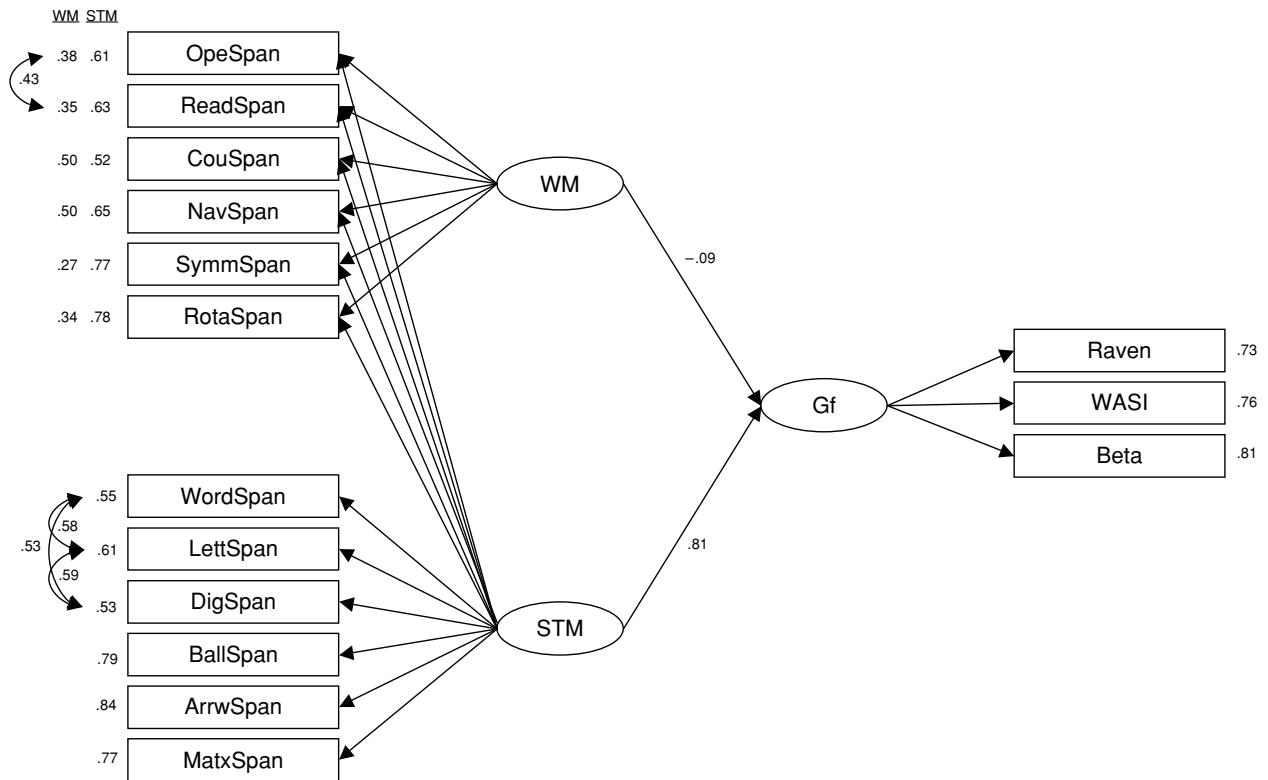 WM STM
.38 .61 OpeSpan
.43
.35 .63 ReadSpan
.50 .52 CouSpan
WM
.50 .65 NavSpan
–.09
.27 .77 SymmSpan
.34 .78 RotaSpan
Raven .73
Gf
WASI .76
Beta .81
.55 WordSpan
.58
.53
.61 LettSpan
.81
.59
.53 DigSpan
STM
.79 BallSpan
.84 ArrwSpan
.77 MatxSpan